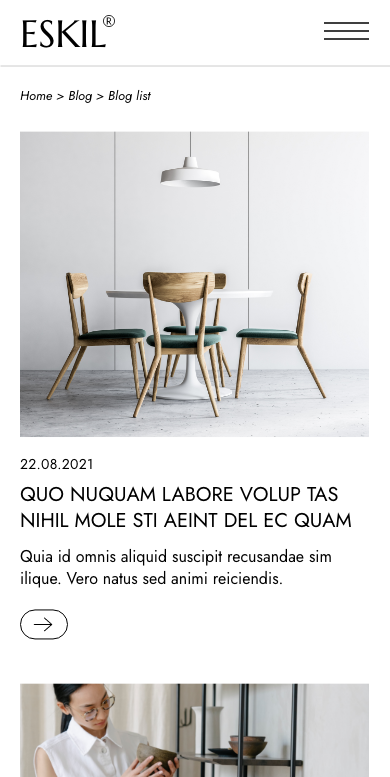 ESKIL®
Home > Blog > Blog list
22.08.2021
QUO NUQUAM LABORE VOLUP TAS
NIHIL MOLE STI AEINT DEL EC QUAM
Quia id omnis aliquid suscipit recusandae sim
ilique. Vero natus sed animi reiciendis.